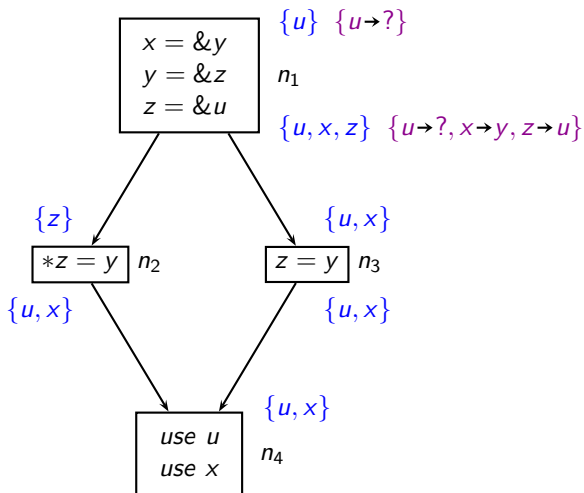 {u} {u→?}
x = &y
y = &z
z = &u
n₁
{u, x, z} {u→?, x→y, z→u}
{z}
{u, x}
*z = y n₂
z = y n₃
{u, x}
{u, x}
{u, x}
use u
use x
n₄